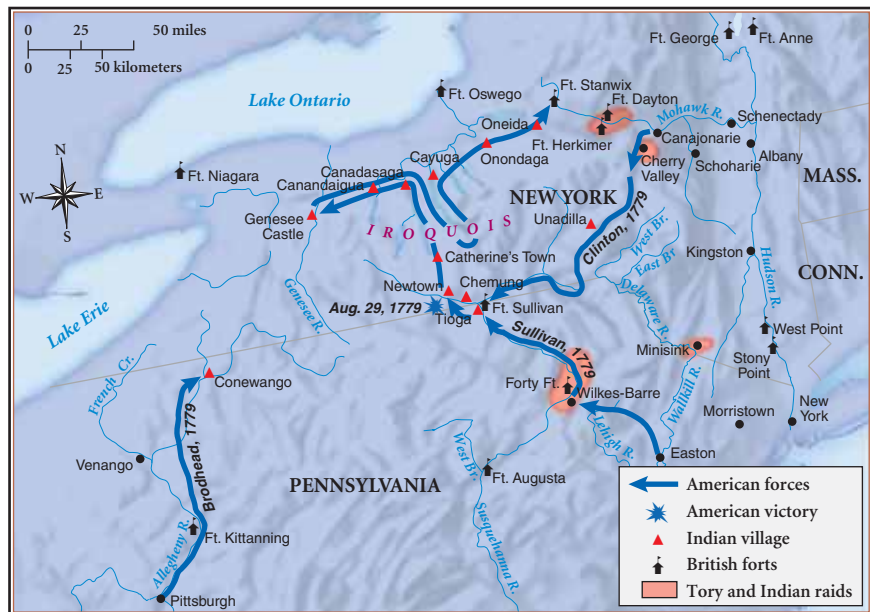 0 25 50 miles
0 25 50 kilometers
Lake Ontario
Ft. George
Ft. Anne
Ft. Stanwix
Ft. Oswego
Ft. Dayton
Mohawk R.
Schenectady
Oneida
Ft. Herkimer
Canajonarie
Onondaga
Cherry
Valley
Schoharie
Albany
MASS.
Cayuga
Canadasaga
Canandaigua
Ft. Niagara
N
W E
S
NEW YORK
Genesee
Castle
IROQUOIS
Unadilla
Clinton, 1779
West Br.
East Br
Kingston
Hudson R.
CONN.
Catherine's Town
Genesee R.
Newtown
Chemung
Delaware R.
Aug. 29, 1779
Tioga
Ft. Sullivan
Lake Erie
Sullivan, 1779
West Point
Minisink
Stony
Point
French Cr.
Conewango
Forty Ft.
Wilkes-Barre
Wallkill R.
Morristown
New
York
Lehigh R.
Brodhead, 1779
Venango
West Br.
Easton
Ft. Augusta
PENNSYLVANIA
Susquehanna R.
Allegheny R.
Ft. Kittanning
Pittsburgh
American forces
American victory
Indian village
British forts
Tory and Indian raids